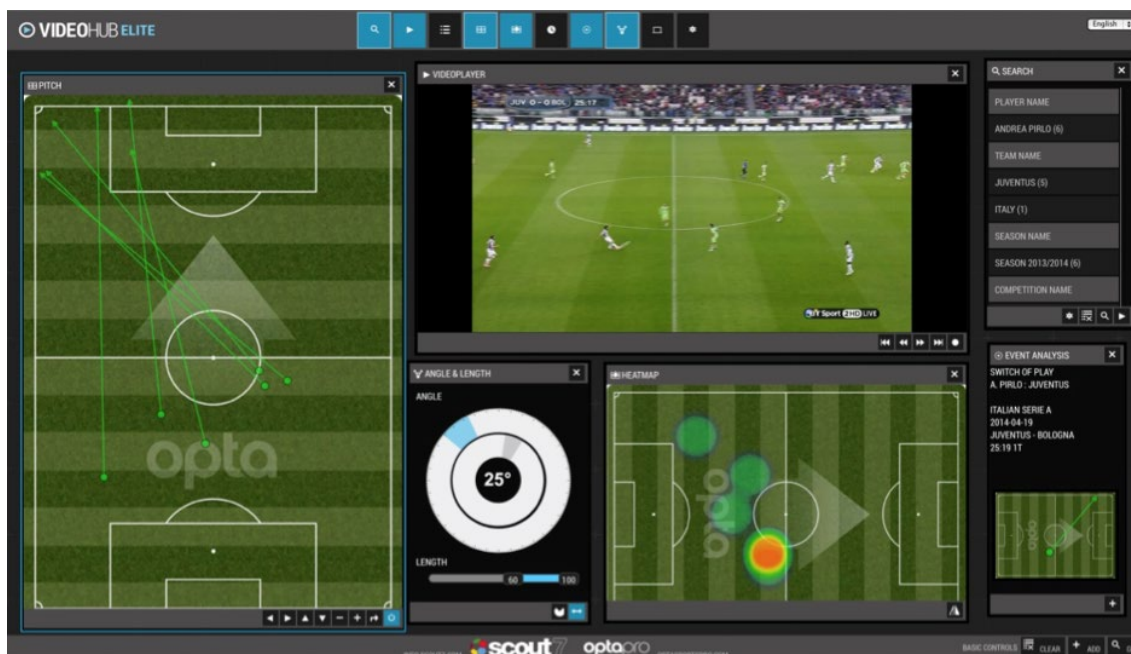 VIDEOHUB ELITE
English
PITCH
opta
VIDEOPLAYER
JUV 0 - 0 BOL 25:17
BT Sport 2HD LIVE
SEARCH
PLAYER NAME
ANDREA PIRLO (6)
TEAM NAME
JUVENTUS (5)
ITALY (1)
SEASON NAME
SEASON 2013/2014 (6)
COMPETITION NAME
ANGLE & LENGTH
ANGLE
25°
LENGTH
60 100
HEATMAP
opta
EVENT ANALYSIS
SWITCH OF PLAY
A. PIRLO : JUVENTUS
ITALIAN SERIE A
2014-04-19
JUVENTUS - BOLOGNA
25:19 1T
opta
scout7 optapro
BASIC CONTROLS CLEAR ADD